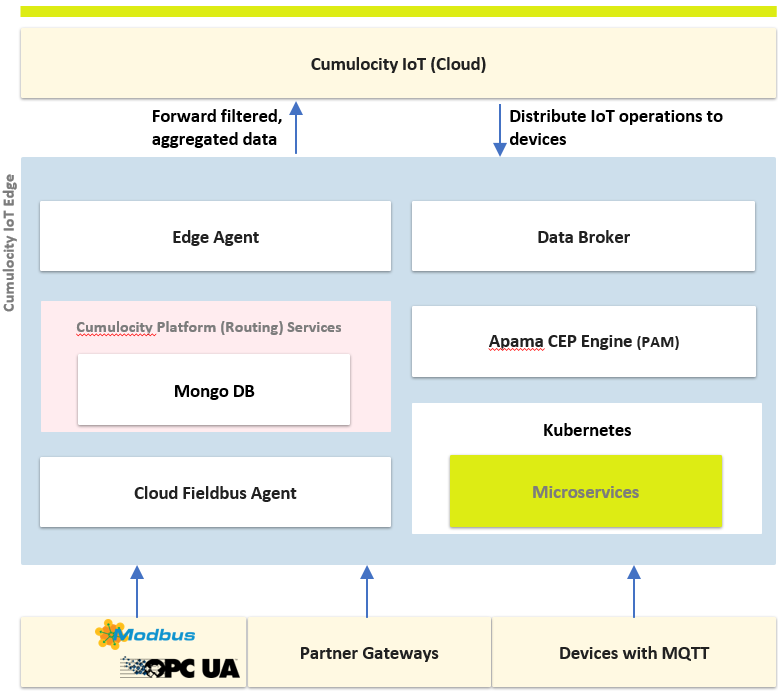 Cumulocity IoT (Cloud)
Forward filtered,
aggregated data
Distribute IoT operations to
devices
Cumulocity IoT Edge
Edge Agent
Data Broker
Cumulocity Platform (Routing) Services
Mongo DB
Apama CEP Engine (PAM)
Kubernetes
Microservices
Cloud Fieldbus Agent
Modbus
OPC UA
Partner Gateways
Devices with MQTT